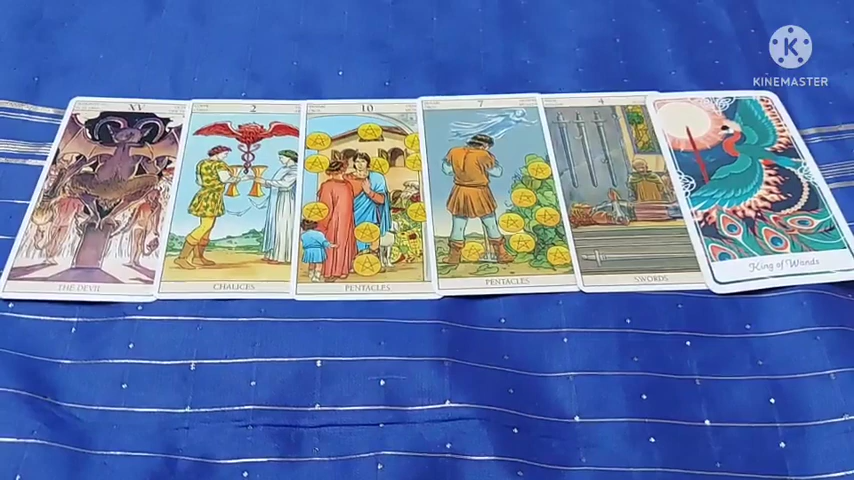 K
KINEMASTER
XV
2
10
7
4
THE DEVIL
CHALICES
PENTACLES
PENTACLES
SWORDS
King of Wands